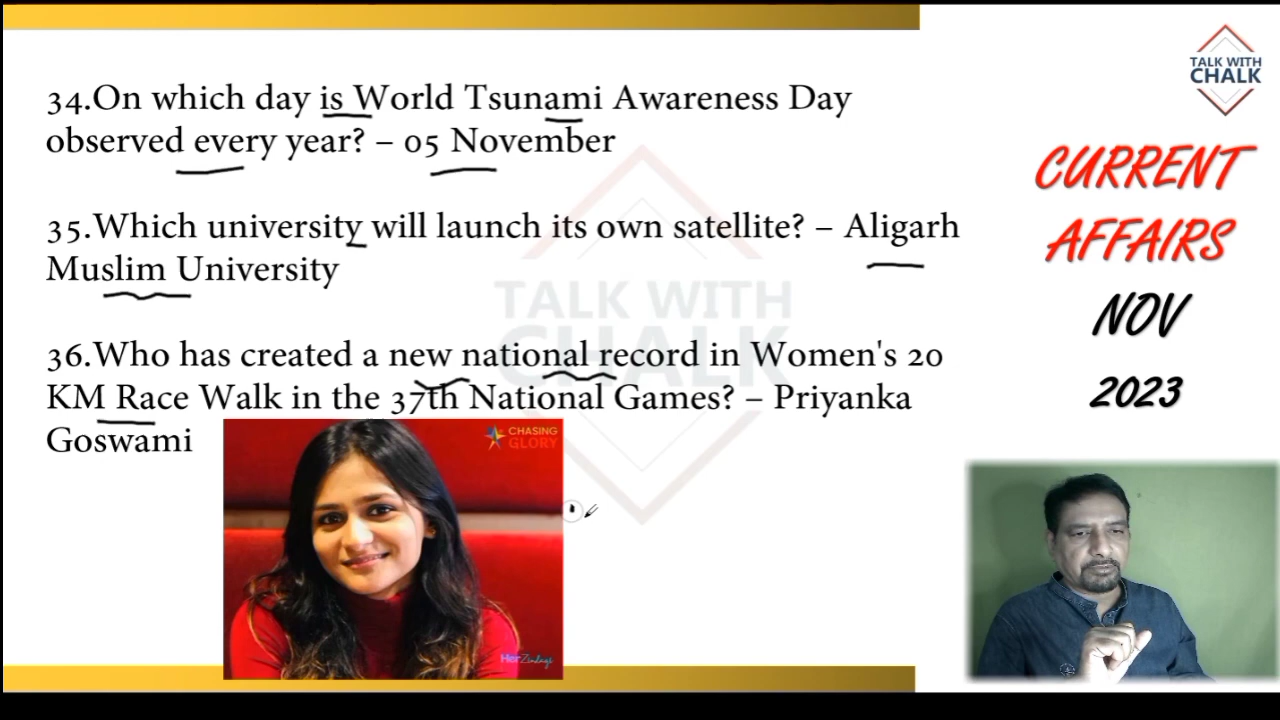 34.On which day is World Tsunami Awareness Day
observed every year? – 05 November
35.Which university will launch its own satellite? – Aligarh
Muslim University
36.Who has created a new national record in Women's 20
KM Race Walk in the 37th National Games? – Priyanka
Goswami
TALK WITH
CHALK
CURRENT
AFFAIRS
NOV
2023
TALK WITH
CHALK
CHASING
GLORY
HerZindagi